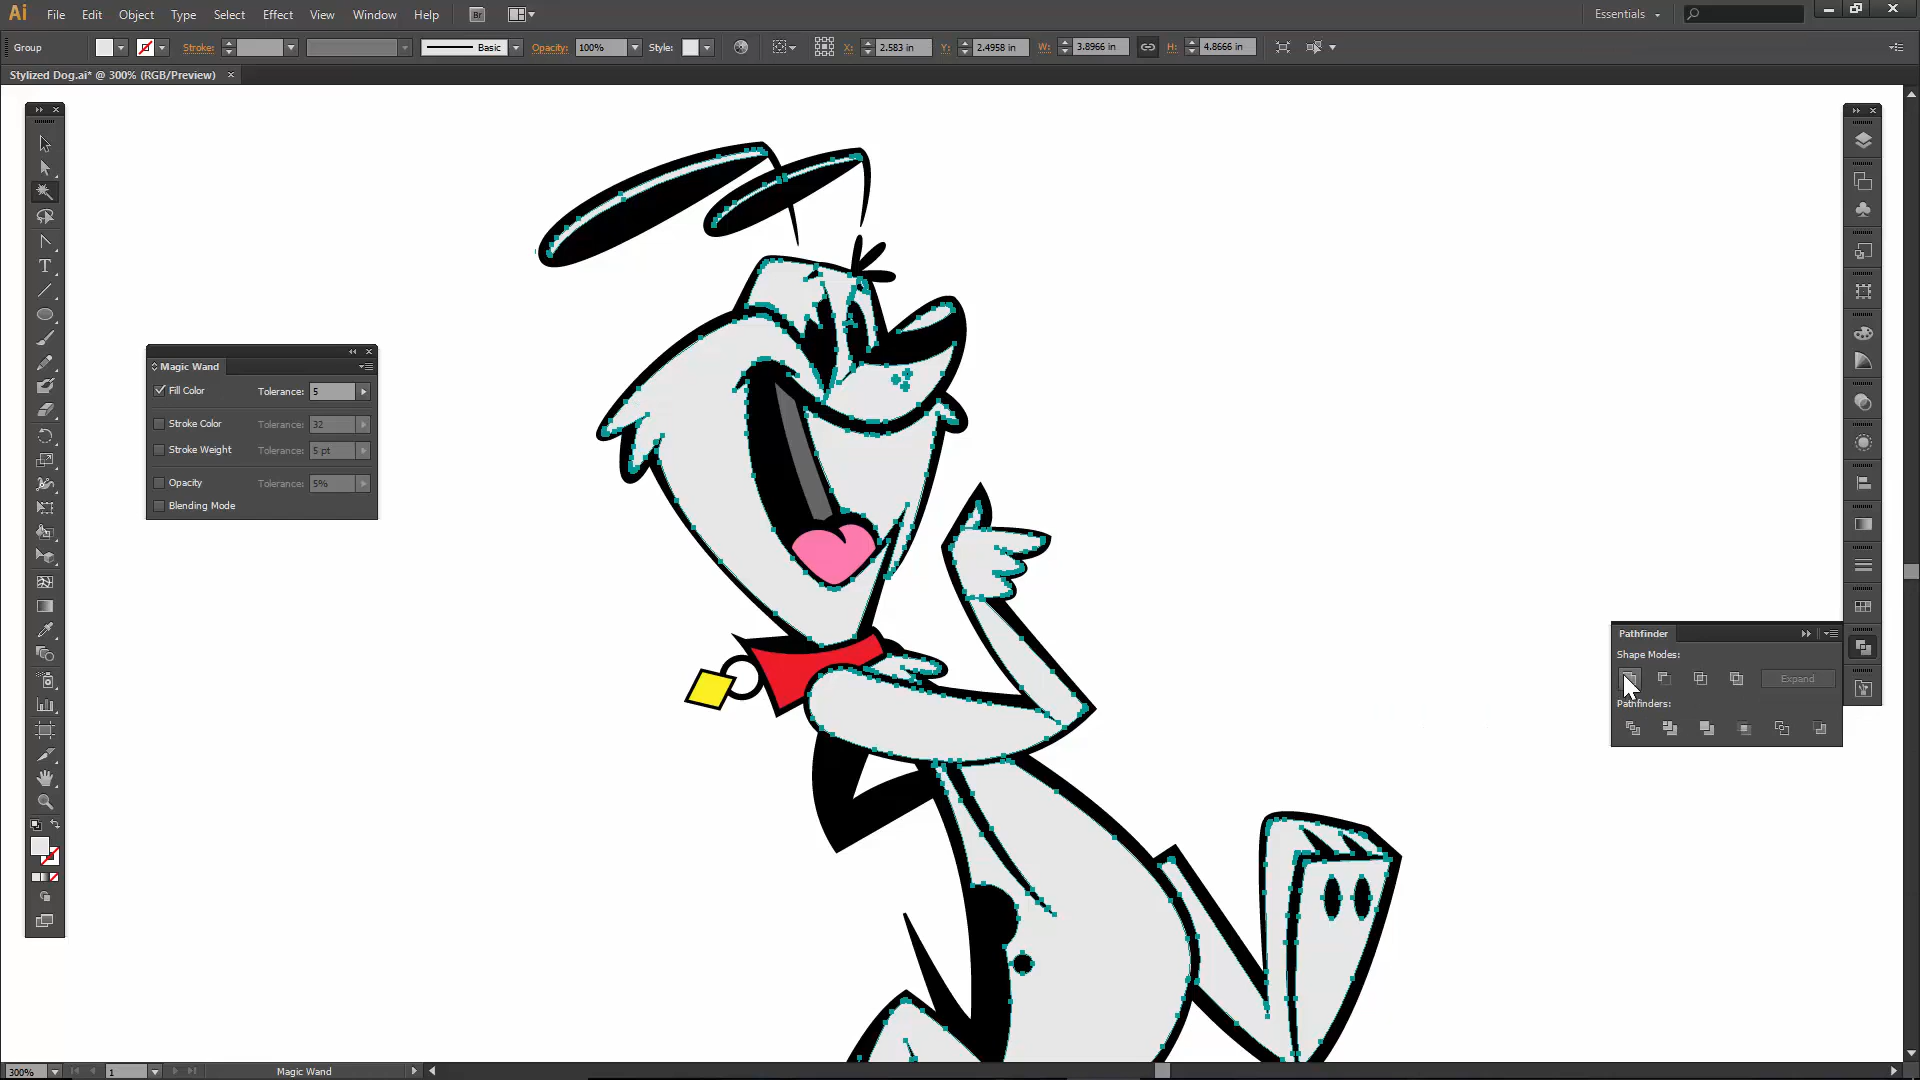 Ai File Edit Object Type Select Effect View Window Help Br Essentials
Group Stroke: Basic Opacity: 100% Style: X: 2.583 in Y: 2.4958 in W: 3.8966 in H: 4.8666 in
Stylized Dog.ai* @ 300% (RGB/Preview)
Magic Wand
Fill Color Tolerance: 5
Stroke Color Tolerance: 32
Stroke Weight Tolerance: 5 pt
Opacity Tolerance: 5%
Blending Mode
Pathfinder
Shape Modes:
Expand
Pathfinders:
300% 1 Magic Wand